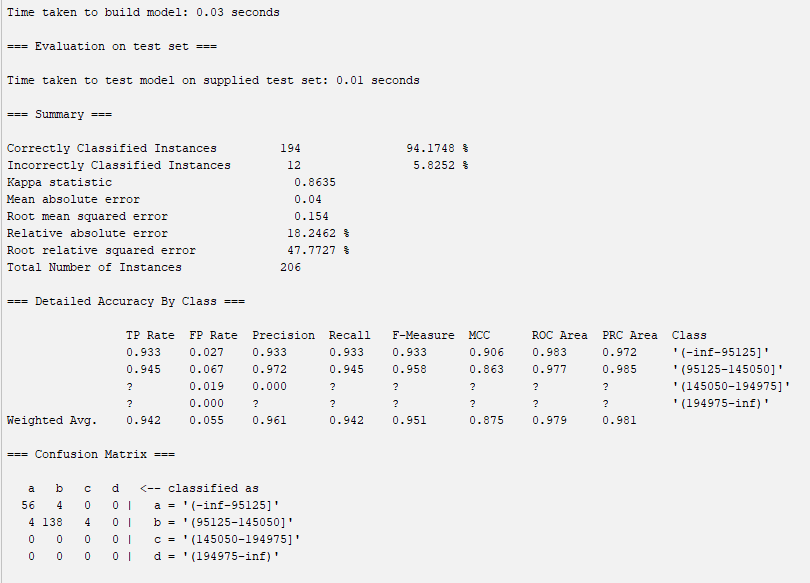 Time taken to build model: 0.03 seconds
=== Evaluation on test set ===
Time taken to test model on supplied test set: 0.01 seconds
=== Summary ===
Correctly Classified Instances         194               94.1748 %
Incorrectly Classified Instances        12                5.8252 %
Kappa statistic                          0.8635
Mean absolute error                      0.04
Root mean squared error                  0.154
Relative absolute error                 18.2462 %
Root relative squared error             47.7727 %
Total Number of Instances              206
=== Detailed Accuracy By Class ===
                 TP Rate  FP Rate  Precision  Recall   F-Measure  MCC      ROC Area  PRC Area  Class
                 0.933    0.027    0.933      0.933    0.933      0.906    0.983     0.972     '(-inf-95125]'
                 0.945    0.067    0.972      0.945    0.958      0.863    0.977     0.985     '(95125-145050]'
                 ?        0.019    0.000      ?        ?          ?        ?         ?         '(145050-194975]'
                 ?        0.000    ?          ?        ?          ?        ?         ?         '(194975-inf)'
Weighted Avg.    0.942    0.055    0.961      0.942    0.951      0.875    0.979     0.981
=== Confusion Matrix ===
   a   b   c   d   <-- classified as
  56   4   0   0 |   a = '(-inf-95125]'
   4 138   4   0 |   b = '(95125-145050]'
   0   0   0   0 |   c = '(145050-194975]'
   0   0   0   0 |   d = '(194975-inf)'